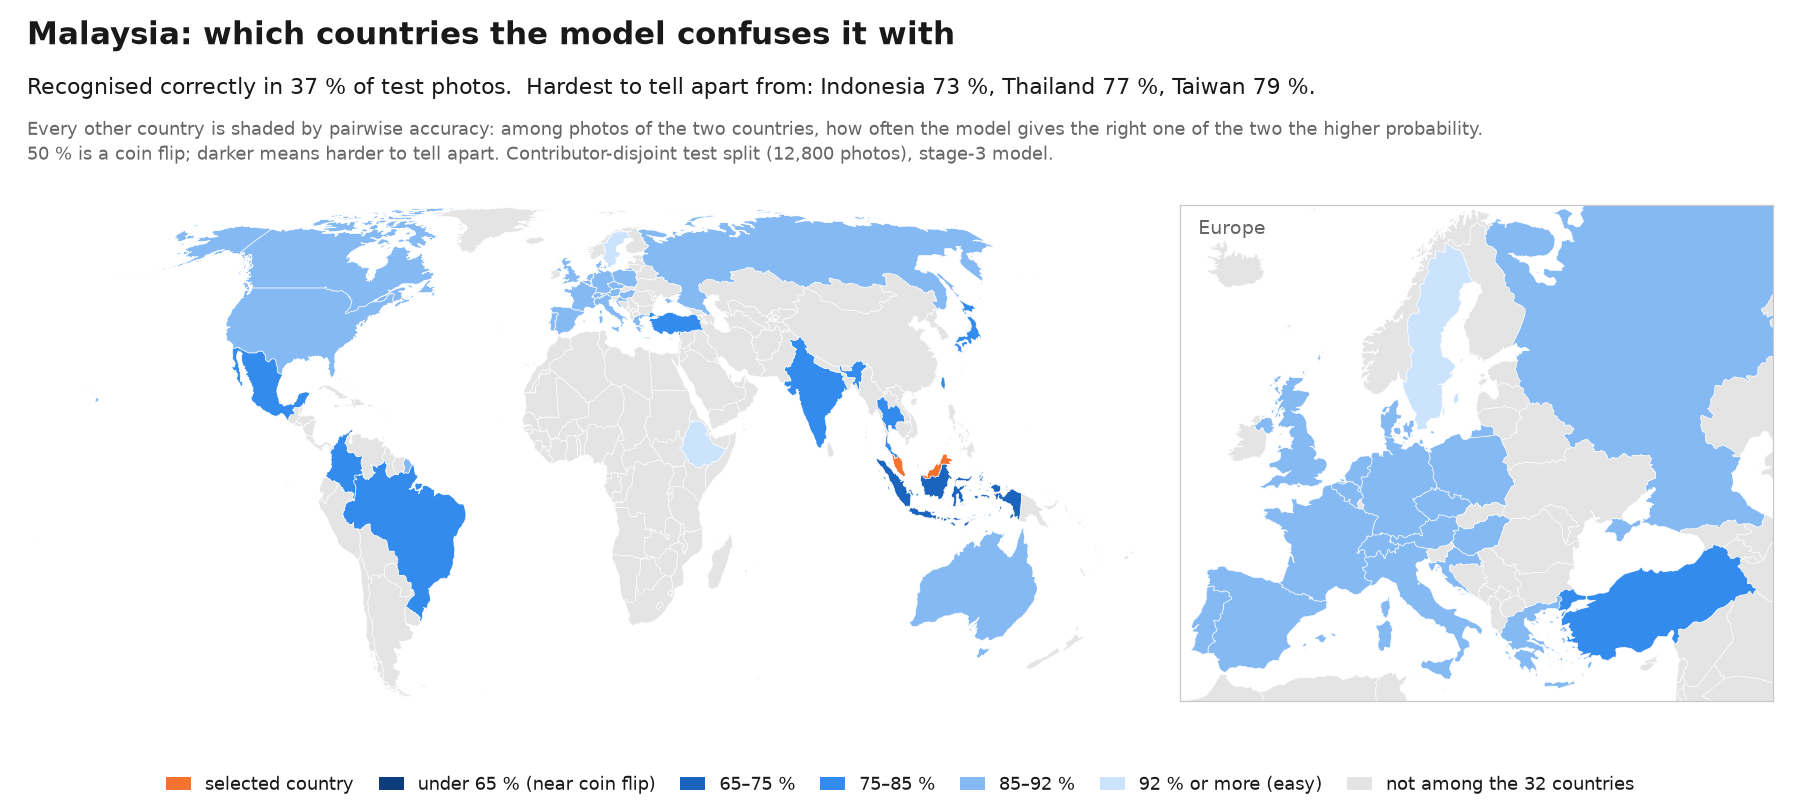 Malaysia: which countries the model confuses it with
Recognised correctly in 37 % of test photos.  Hardest to tell apart from: Indonesia 73 %, Thailand 77 %, Taiwan 79 %.
Every other country is shaded by pairwise accuracy: among photos of the two countries, how often the model gives the right one of the two the higher probability.
50 % is a coin flip; darker means harder to tell apart. Contributor-disjoint test split (12,800 photos), stage-3 model.
Europe
selected country
under 65 % (near coin flip)
65–75 %
75–85 %
85–92 %
92 % or more (easy)
not among the 32 countries